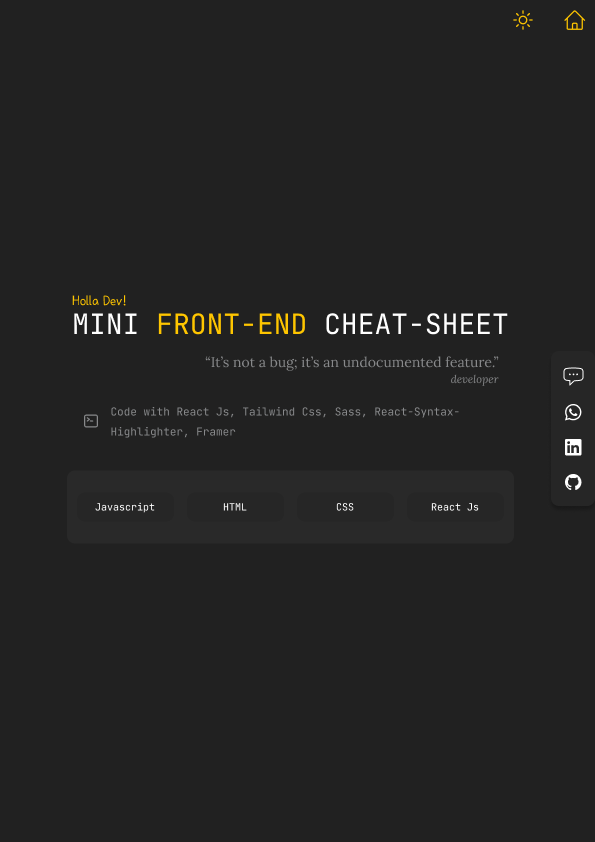 Holla Dev!
MINI FRONT-END CHEAT-SHEET
“It’s not a bug; it’s an undocumented feature.”
developer
Code with React Js, Tailwind Css, Sass, React-Syntax-
Highlighter, Framer
Javascript HTML CSS React Js